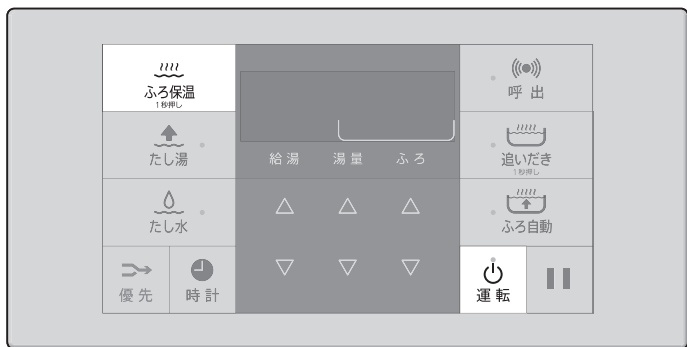 ふろ保温
1秒押し
呼出
たし湯
給湯 湯量 ふろ
追いだき
1秒押し
たし水
ふろ自動
優先
時計
運転